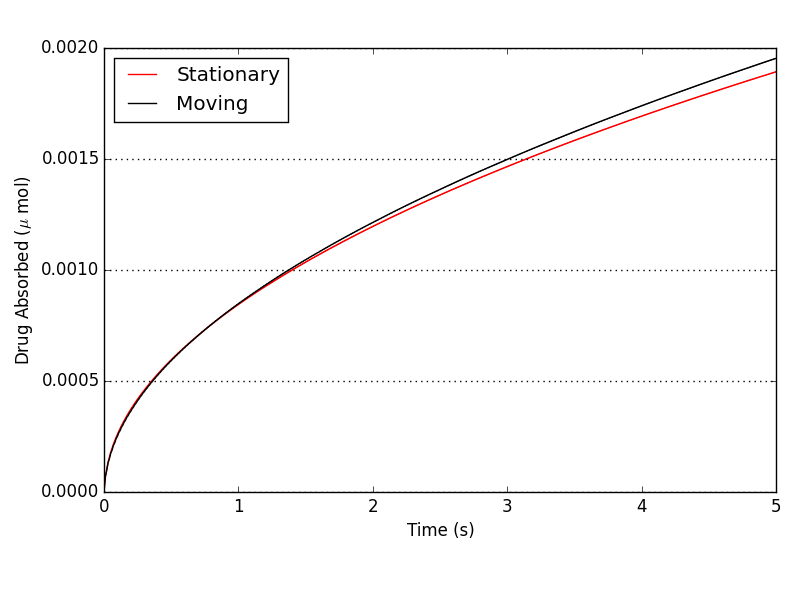 0.0020
0.0015
0.0010
0.0005
0.0000
Drug Absorbed (μ mol)
Stationary
Moving
0 1 2 3 4 5
Time (s)